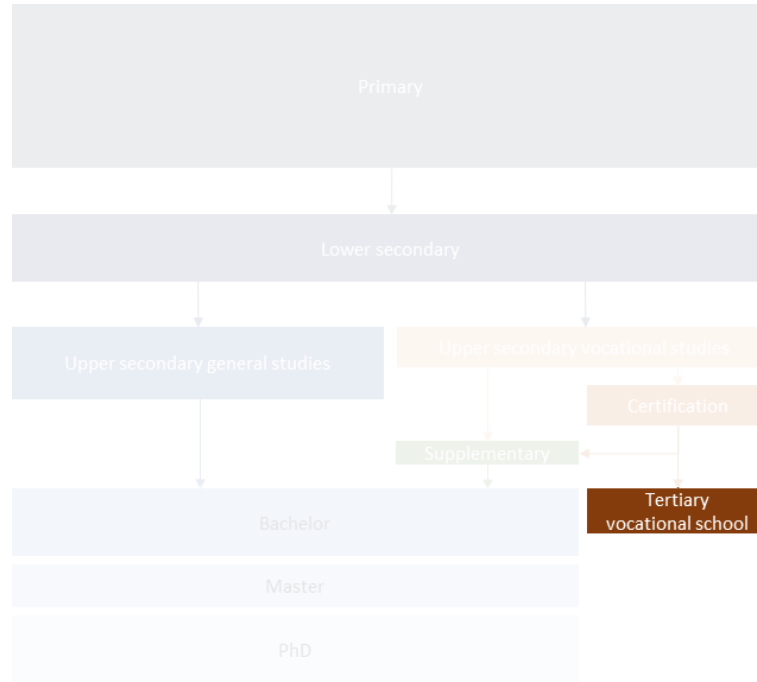 Primary
Lower secondary
Upper secondary general studies
Upper secondary vocational studies
Certification
Supplementary
Bachelor
Tertiary
vocational school
Master
PhD